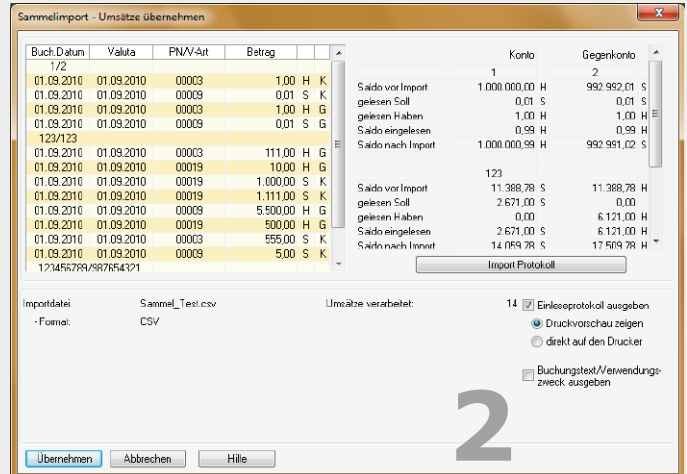 Sammelimport - Umsätze übernehmen
Buch.Datum Valuta PN/V-Art Betrag
1/2
01.09.2010 01.09.2010 00003 1,00 H K
01.09.2010 01.09.2010 00009 0,01 S K
01.09.2010 01.09.2010 00003 1,00 H G
01.09.2010 01.09.2010 00009 0,01 S G
123/123
01.09.2010 01.09.2010 00003 111,00 H G
01.09.2010 01.09.2010 00019 10,00 H G
01.09.2010 01.09.2010 00019 1.000,00 S K
01.09.2010 01.09.2010 00019 1.111,00 S K
01.09.2010 01.09.2010 00009 5.500,00 H G
01.09.2010 01.09.2010 00019 500,00 H G
01.09.2010 01.09.2010 00003 555,00 S K
01.09.2010 01.09.2010 00009 5,00 S K
123456789/987654321
Konto Gegenkonto
1 2
Saldo vor Import 1.000.000,00 H 992.992,01 S
gelesen Soll 0,01 S 0,01 S
gelesen Haben 1,00 H 1,00 H
Saldo eingelesen 0,99 H 0,99 H
Saldo nach Import 1.000.000,99 H 992.991,02 S
123
Saldo vor Import 11.388,78 S 11.388,78 H
gelesen Soll 2.671,00 S 0,00
gelesen Haben 0,00 6.121,00 H
Saldo eingelesen 2.671,00 S 6.121,00 H
Saldo nach Import 14.059,78 S 17.509,78 H
Import Protokoll
Importdatei Sammel_Test.csv Umsätze verarbeitet: 14
- Format: CSV
Einleseprotokoll ausgeben
Druckvorschau zeigen
direkt auf den Drucker
Buchungstext/Verwendungs-
zweck ausgeben
2
Übernehmen Abbrechen Hilfe